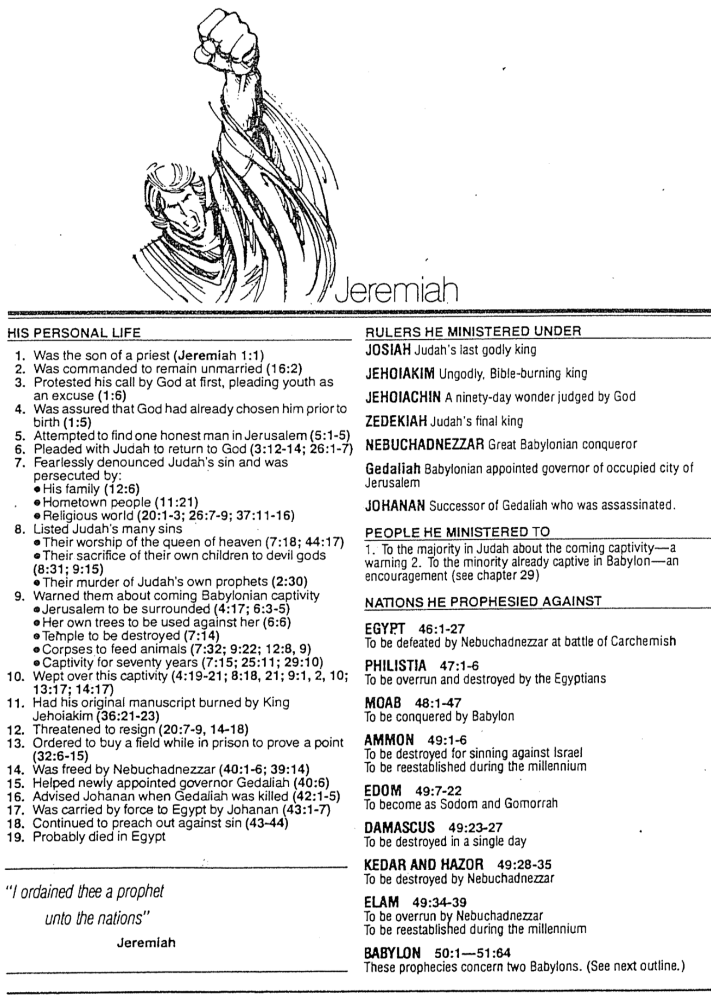 Jeremiah
HIS PERSONAL LIFE
1. Was the son of a priest (Jeremiah 1:1)
2. Was commanded to remain unmarried (16:2)
3. Protested his call by God at first, pleading youth as
an excuse (1:6)
4. Was assured that God had already chosen him prior to
birth (1:5)
5. Attempted to find one honest man in Jerusalem (5:1-5)
6. Pleaded with Judah to return to God (3:12-14; 26:1-7)
7. Fearlessly denounced Judah's sin and was
persecuted by:
• His family (12:6)
• Hometown people (11:21)
• Religious world (20:1-3; 26:7-9; 37:11-16)
8. Listed Judah's many sins
• Their worship of the queen of heaven (7:18; 44:17)
• Their sacrifice of their own children to devil gods
(8:31; 9:15)
• Their murder of Judah's own prophets (2:30)
9. Warned them about coming Babylonian captivity
• Jerusalem to be surrounded (4:17; 6:3-5)
• Her own trees to be used against her (6:6)
• Temple to be destroyed (7:14)
• Corpses to feed animals (7:32; 9:22; 12:8, 9)
• Captivity for seventy years (7:15; 25:11; 29:10)
10. Wept over this captivity (4:19-21; 8:18, 21; 9:1, 2, 10;
13:17; 14:17)
11. Had his original manuscript burned by King
Jehoiakim (36:21-23)
12. Threatened to resign (20:7-9, 14-18)
13. Ordered to buy a field while in prison to prove a point
(32:6-15)
14. Was freed by Nebuchadnezzar (40:1-6; 39:14)
15. Helped newly appointed governor Gedaliah (40:6)
16. Advised Johanan when Gedaliah was killed (42:1-5)
17. Was carried by force to Egypt by Johanan (43:1-7)
18. Continued to preach out against sin (43-44)
19. Probably died in Egypt
"I ordained thee a prophet
unto the nations"
Jeremiah
RULERS HE MINISTERED UNDER
JOSIAH Judah's last godly king
JEHOIAKIM Ungodly, Bible-burning king
JEHOIACHIN A ninety-day wonder judged by God
ZEDEKIAH Judah's final king
NEBUCHADNEZZAR Great Babylonian conqueror
Gedaliah Babylonian appointed governor of occupied city of
Jerusalem
JOHANAN Successor of Gedaliah who was assassinated.
PEOPLE HE MINISTERED TO
1. To the majority in Judah about the coming captivity—a
warning 2. To the minority already captive in Babylon—an
encouragement (see chapter 29)
NATIONS HE PROPHESIED AGAINST
EGYPT 46:1-27
To be defeated by Nebuchadnezzar at battle of Carchemish
PHILISTIA 47:1-6
To be overrun and destroyed by the Egyptians
MOAB 48:1-47
To be conquered by Babylon
AMMON 49:1-6
To be destroyed for sinning against Israel
To be reestablished during the millennium
EDOM 49:7-22
To become as Sodom and Gomorrah
DAMASCUS 49:23-27
To be destroyed in a single day
KEDAR AND HAZOR 49:28-35
To be destroyed by Nebuchadnezzar
ELAM 49:34-39
To be overrun by Nebuchadnezzar
To be reestablished during the millennium
BABYLON 50:1—51:64
These prophecies concern two Babylons. (See next outline.)